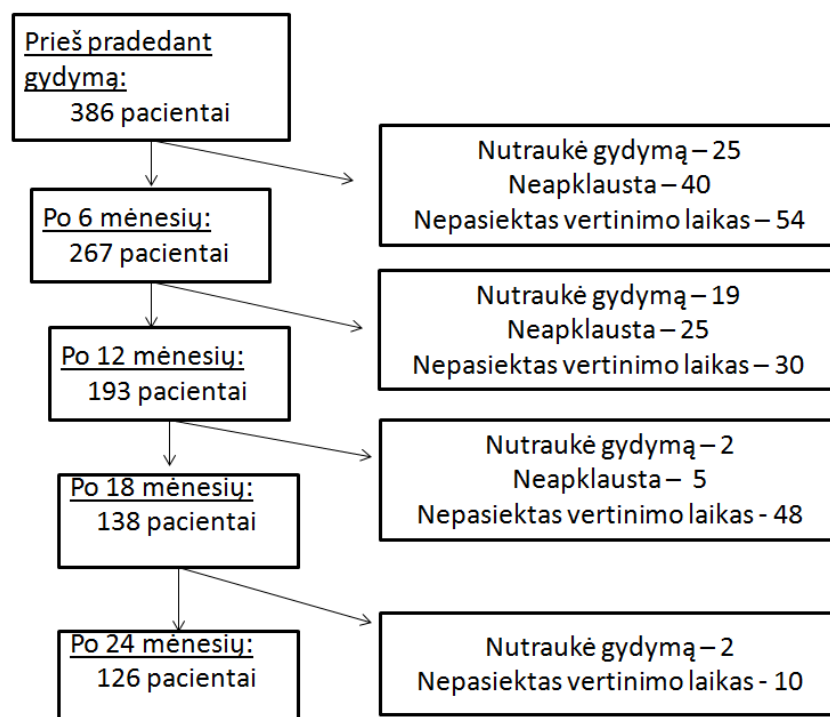 Prieš pradedant
gydymą:
386 pacientai
Nutraukė gydymą – 25
Neapklausta – 40
Nepasiektas vertinimo laikas – 54
Po 6 mėnesių:
267 pacientai
Nutraukė gydymą – 19
Neapklausta – 25
Nepasiektas vertinimo laikas – 30
Po 12 mėnesių:
193 pacientai
Nutraukė gydymą – 2
Neapklausta – 5
Nepasiektas vertinimo laikas - 48
Po 18 mėnesių:
138 pacientai
Nutraukė gydymą – 2
Nepasiektas vertinimo laikas - 10
Po 24 mėnesių:
126 pacientai